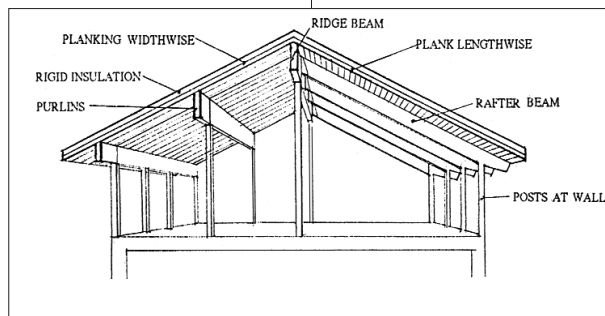 RIDGE BEAM
PLANKING WIDTHWISE
PLANK LENGTHWISE
RIGID INSULATION
PURLINS
RAFTER BEAM
POSTS AT WALL